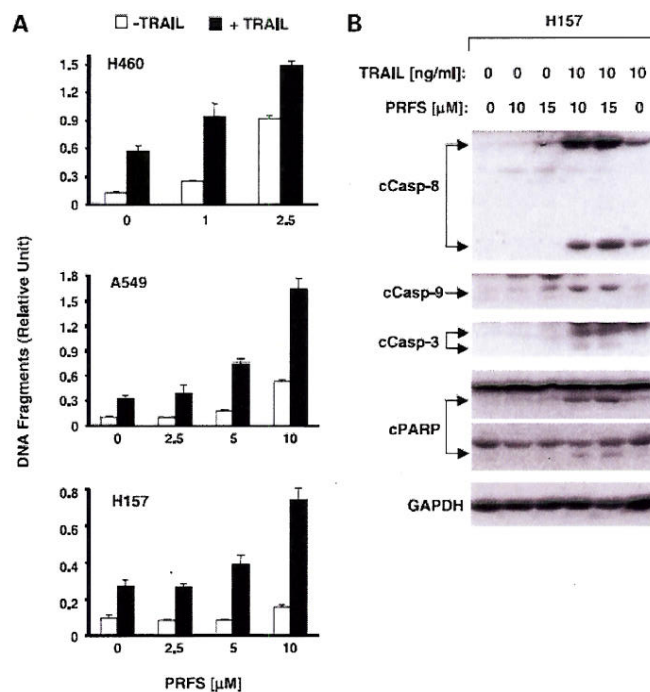 A
-TRAIL + TRAIL
H460
1.5
1.2
0.9
0.6
0.3
0
0 1 2.5
A549
1.8
1.5
1.2
0.9
0.6
0.3
0
0 2.5 5 10
H157
0.8
0.6
0.4
0.2
0
0 2.5 5 10
DNA Fragments (Relative Unit)
PRFS [µM]
B
H157
TRAIL [ng/ml]: 0 0 0 10 10 10
PRFS [µM]: 0 10 15 10 15 0
cCasp-8
cCasp-9
cCasp-3
cPARP
GAPDH